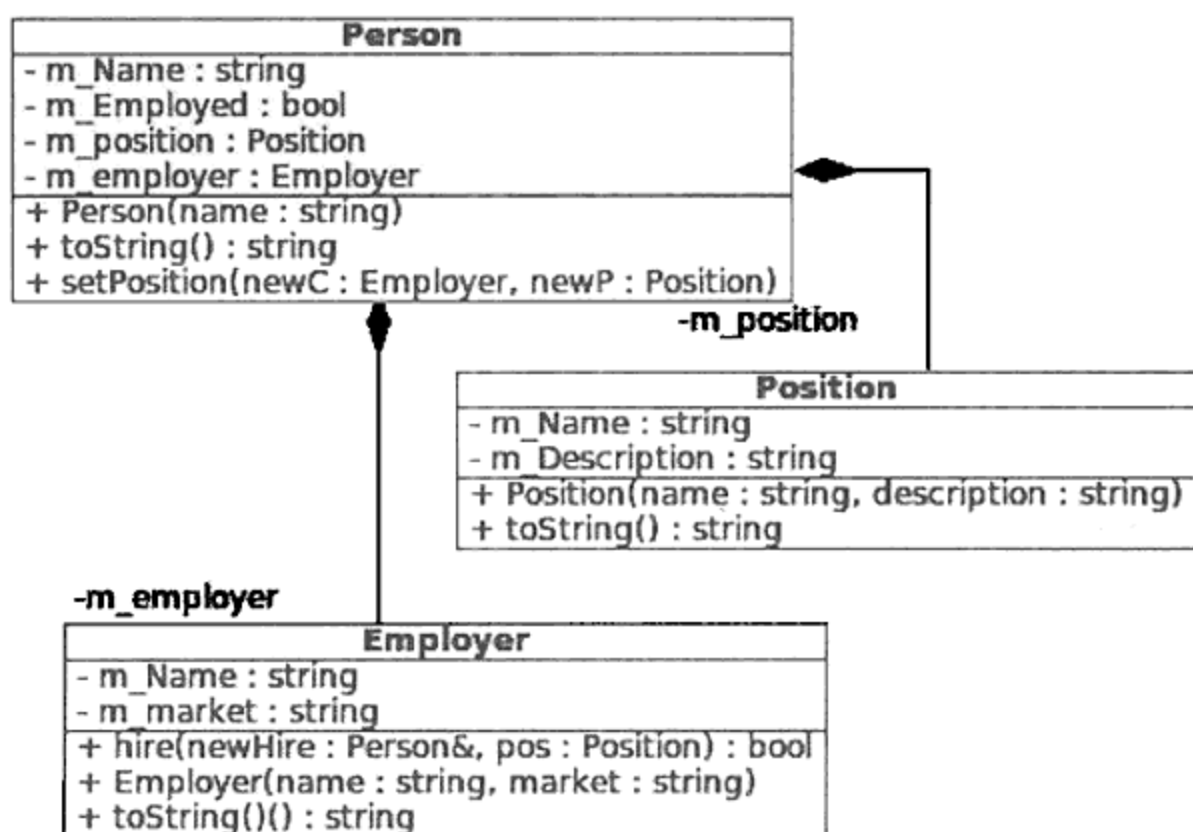 Person
- m_Name : string
- m_Employed : bool
- m_position : Position
- m_employer : Employer
+ Person(name : string)
+ toString() : string
+ setPosition(newC : Employer, newP : Position)
-m_position
Position
- m_Name : string
- m_Description : string
+ Position(name : string, description : string)
+ toString() : string
-m_employer
Employer
- m_Name : string
- m_market : string
+ hire(newHire : Person&, pos : Position) : bool
+ Employer(name : string, market : string)
+ toString()() : string